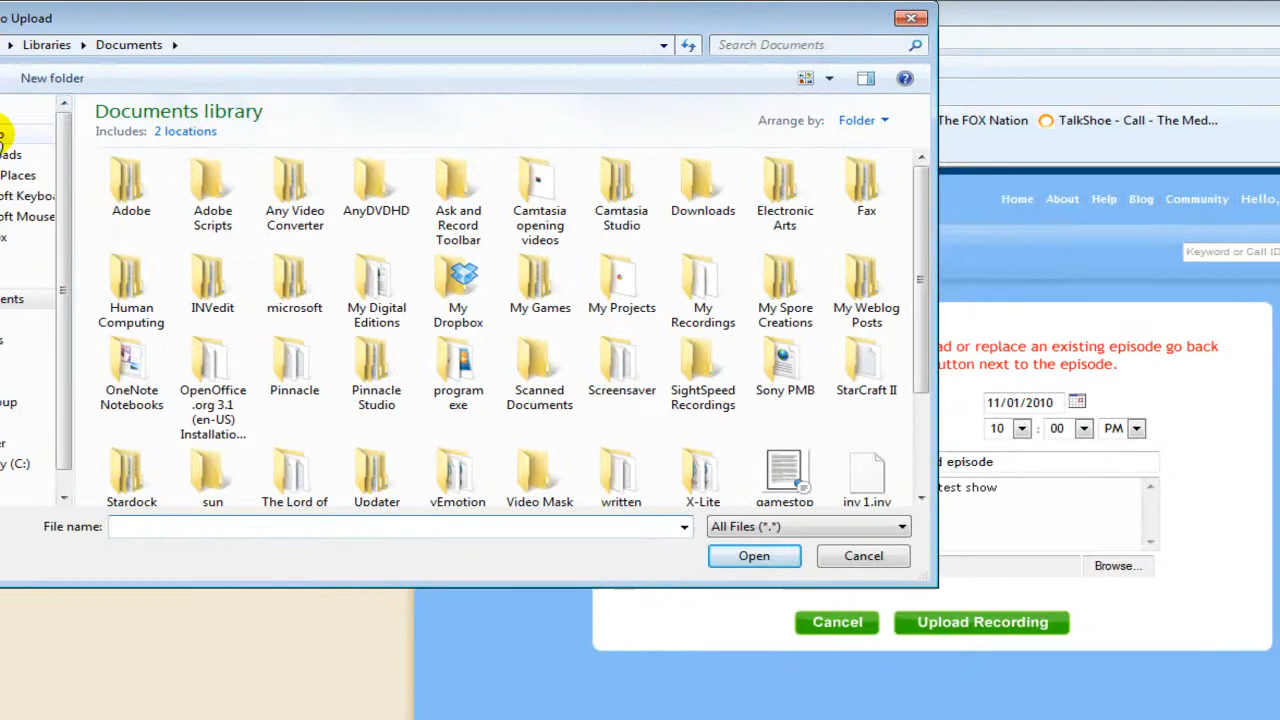 o Upload
Libraries Documents
Search Documents
New folder
Documents library
Includes: 2 locations
Arrange by: Folder
ads
Places
oft Keybo
oft Mouse
x
ents
s
oup
er
y (C:)
Adobe
Adobe Scripts
Any Video Converter
AnyDVDHD
Ask and Record Toolbar
Camtasia opening videos
Camtasia Studio
Downloads
Electronic Arts
Fax
Human Computing
INVedit
microsoft
My Digital Editions
My Dropbox
My Games
My Projects
My Recordings
My Spore Creations
My Weblog Posts
OneNote Notebooks
OpenOffice .org 3.1 (en-US) Installatio...
Pinnacle
Pinnacle Studio
program exe
Scanned Documents
Screensaver
SightSpeed Recordings
Sony PMB
StarCraft II
Stardock
sun
The Lord of
Updater
vEmotion
Video Mask
written
X-Lite
gamestop
inv 1.inv
File name:
All Files (*.*)
Open
Cancel
The FOX Nation
TalkShoe - Call - The Med...
Home About Help Blog Community Hello,
Keyword or Call ID
ad or replace an existing episode go back
utton next to the episode.
11/01/2010
10 : 00 PM
d episode
test show
Browse...
Cancel
Upload Recording